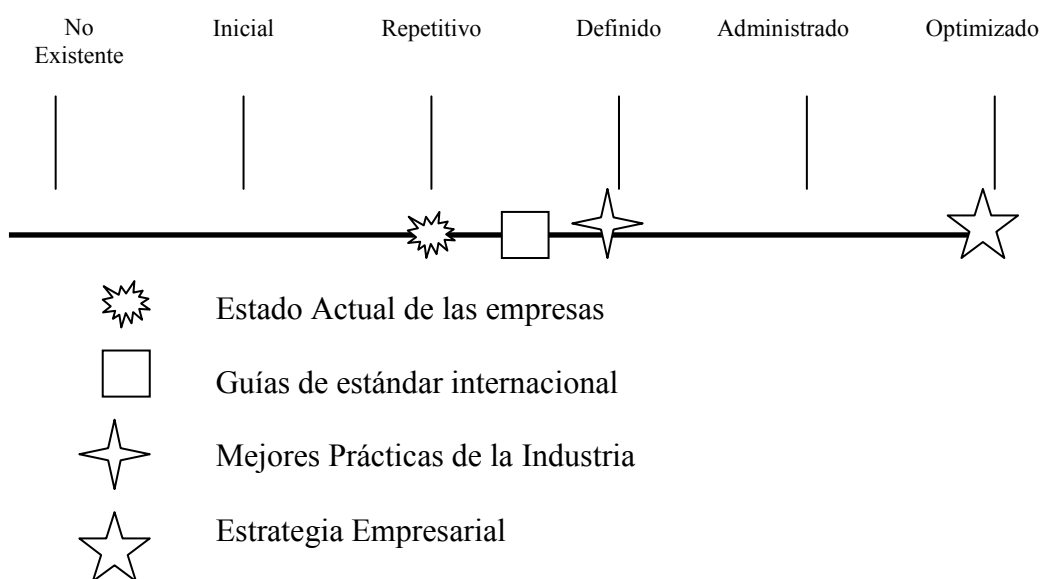 No
Existente
Inicial
Repetitivo
Definido
Administrado
Optimizado
Estado Actual de las empresas
Guías de estándar internacional
Mejores Prácticas de la Industria
Estrategia Empresarial